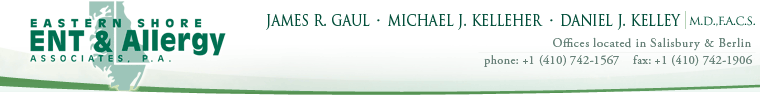 EASTERN SHORE
ENT & Allergy
ASSOCIATES, P.A.
JAMES R. GAUL · MICHAEL J. KELLEHER · DANIEL J. KELLEY | M.D.,F.A.C.S.
Offices located in Salisbury & Berlin
phone: +1 (410) 742-1567 fax: +1 (410) 742-1906